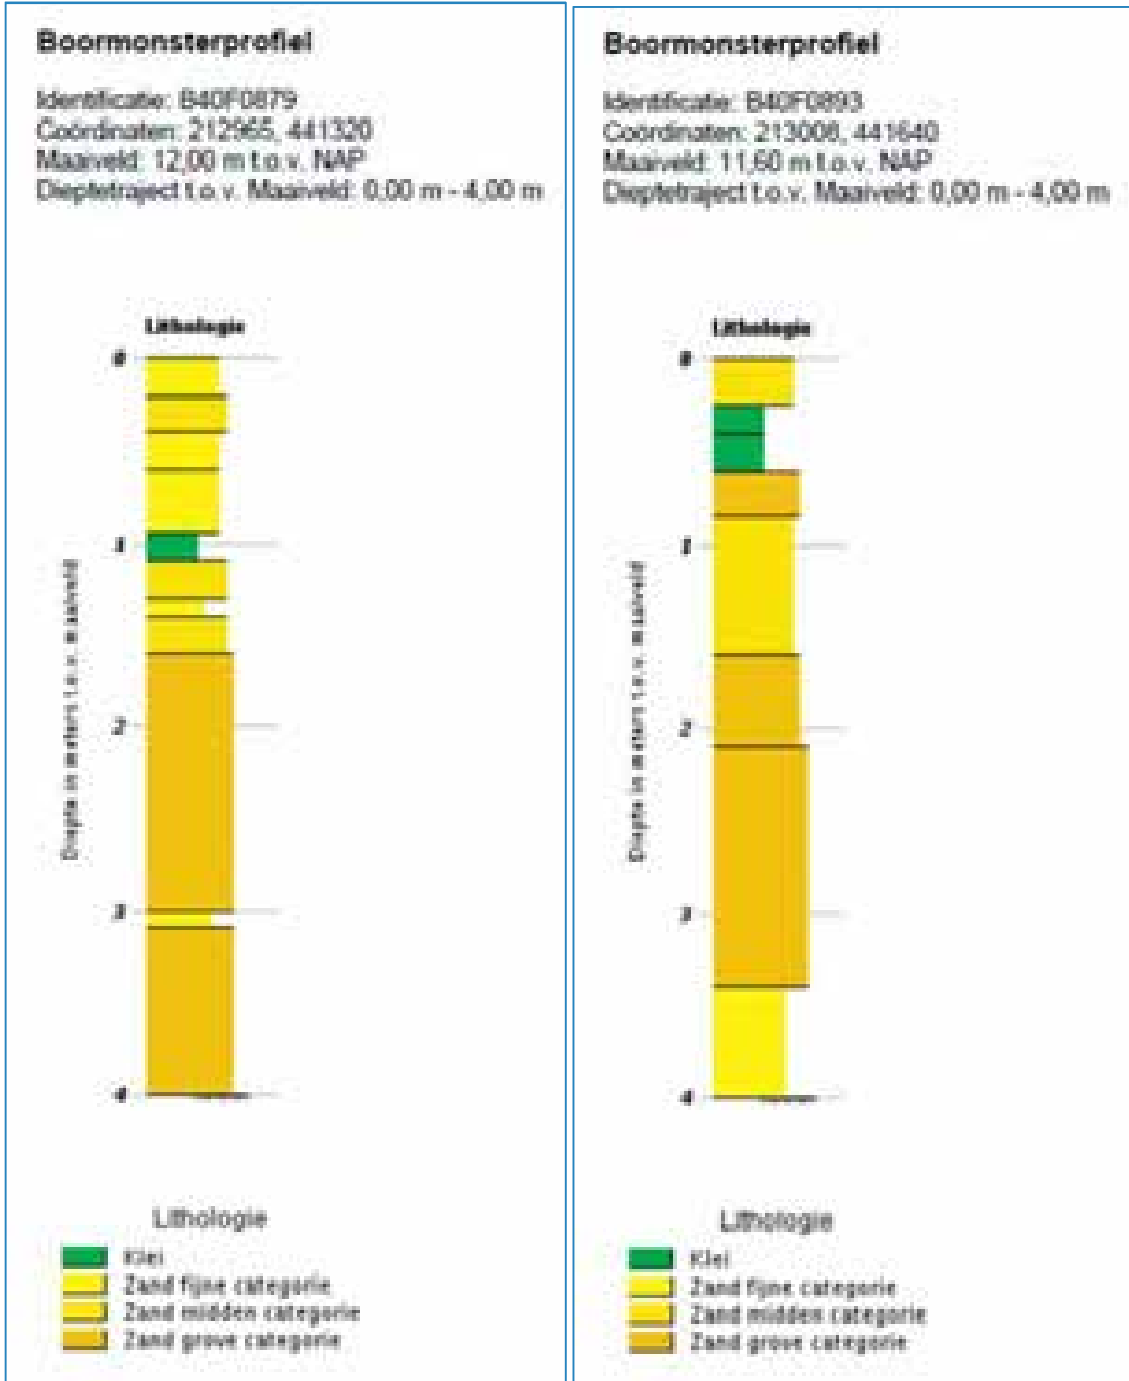 Boormonsterprofiel
Identificatie: B40F0879
Coördinaten: 212965, 441320
Maaiveld: 12,00 m t.o.v. NAP
Dieptetraject t.o.v. Maaiveld: 0,00 m - 4,00 m
Lithologie
0
1
2
3
4
Diepte in meters t.o.v. maaiveld
Lithologie
Klei
Zand fijne categorie
Zand midden categorie
Zand grove categorie
Boormonsterprofiel
Identificatie: B40F0893
Coördinaten: 213008, 441640
Maaiveld: 11,60 m t.o.v. NAP
Dieptetraject t.o.v. Maaiveld: 0,00 m - 4,00 m
Lithologie
0
1
2
3
4
Diepte in meters t.o.v. maaiveld
Lithologie
Klei
Zand fijne categorie
Zand midden categorie
Zand grove categorie